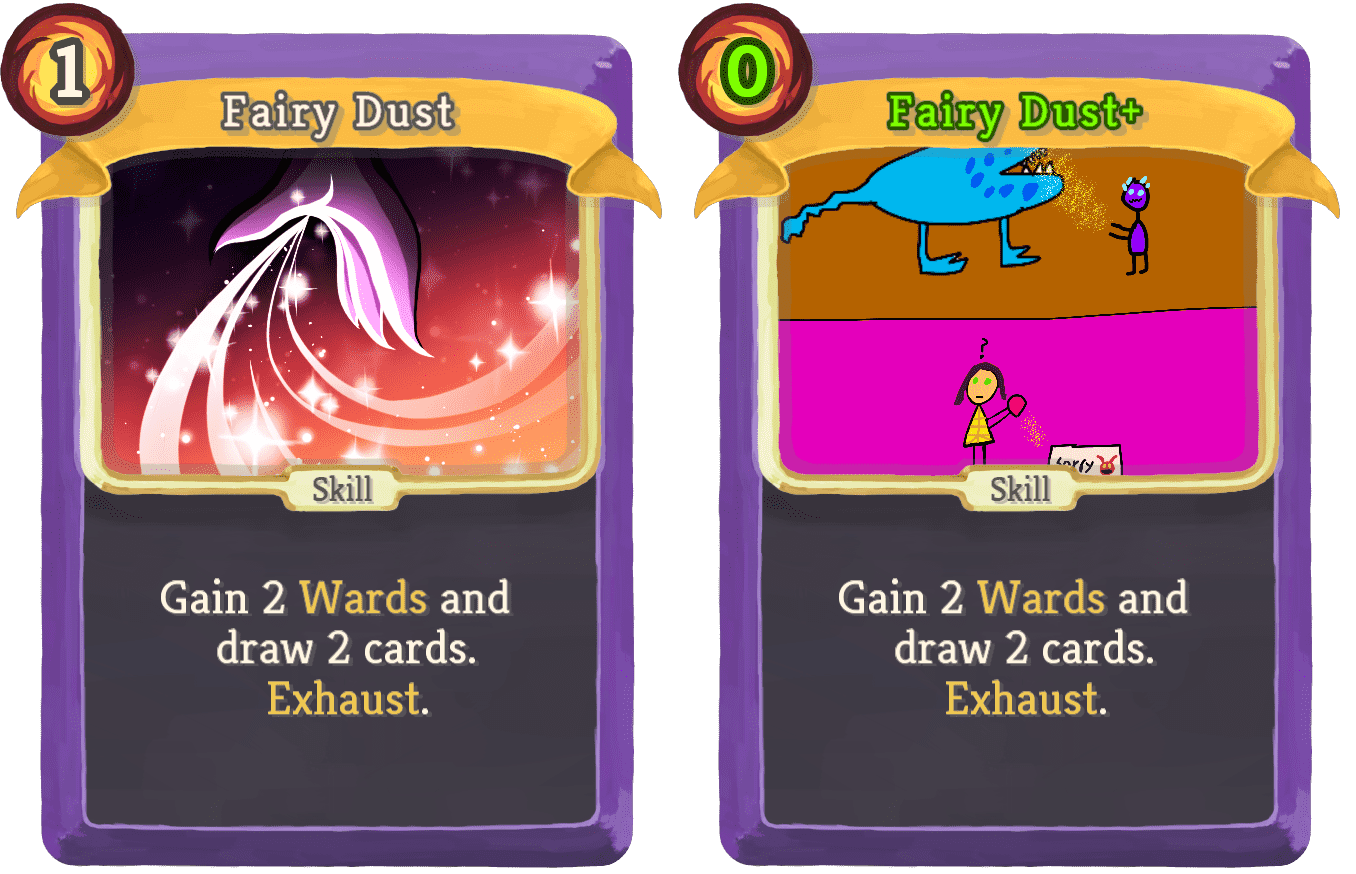 1
Fairy Dust
Skill
Gain 2 Wards and
draw 2 cards.
Exhaust.
0
Fairy Dust+
?
sorry
Skill
Gain 2 Wards and
draw 2 cards.
Exhaust.